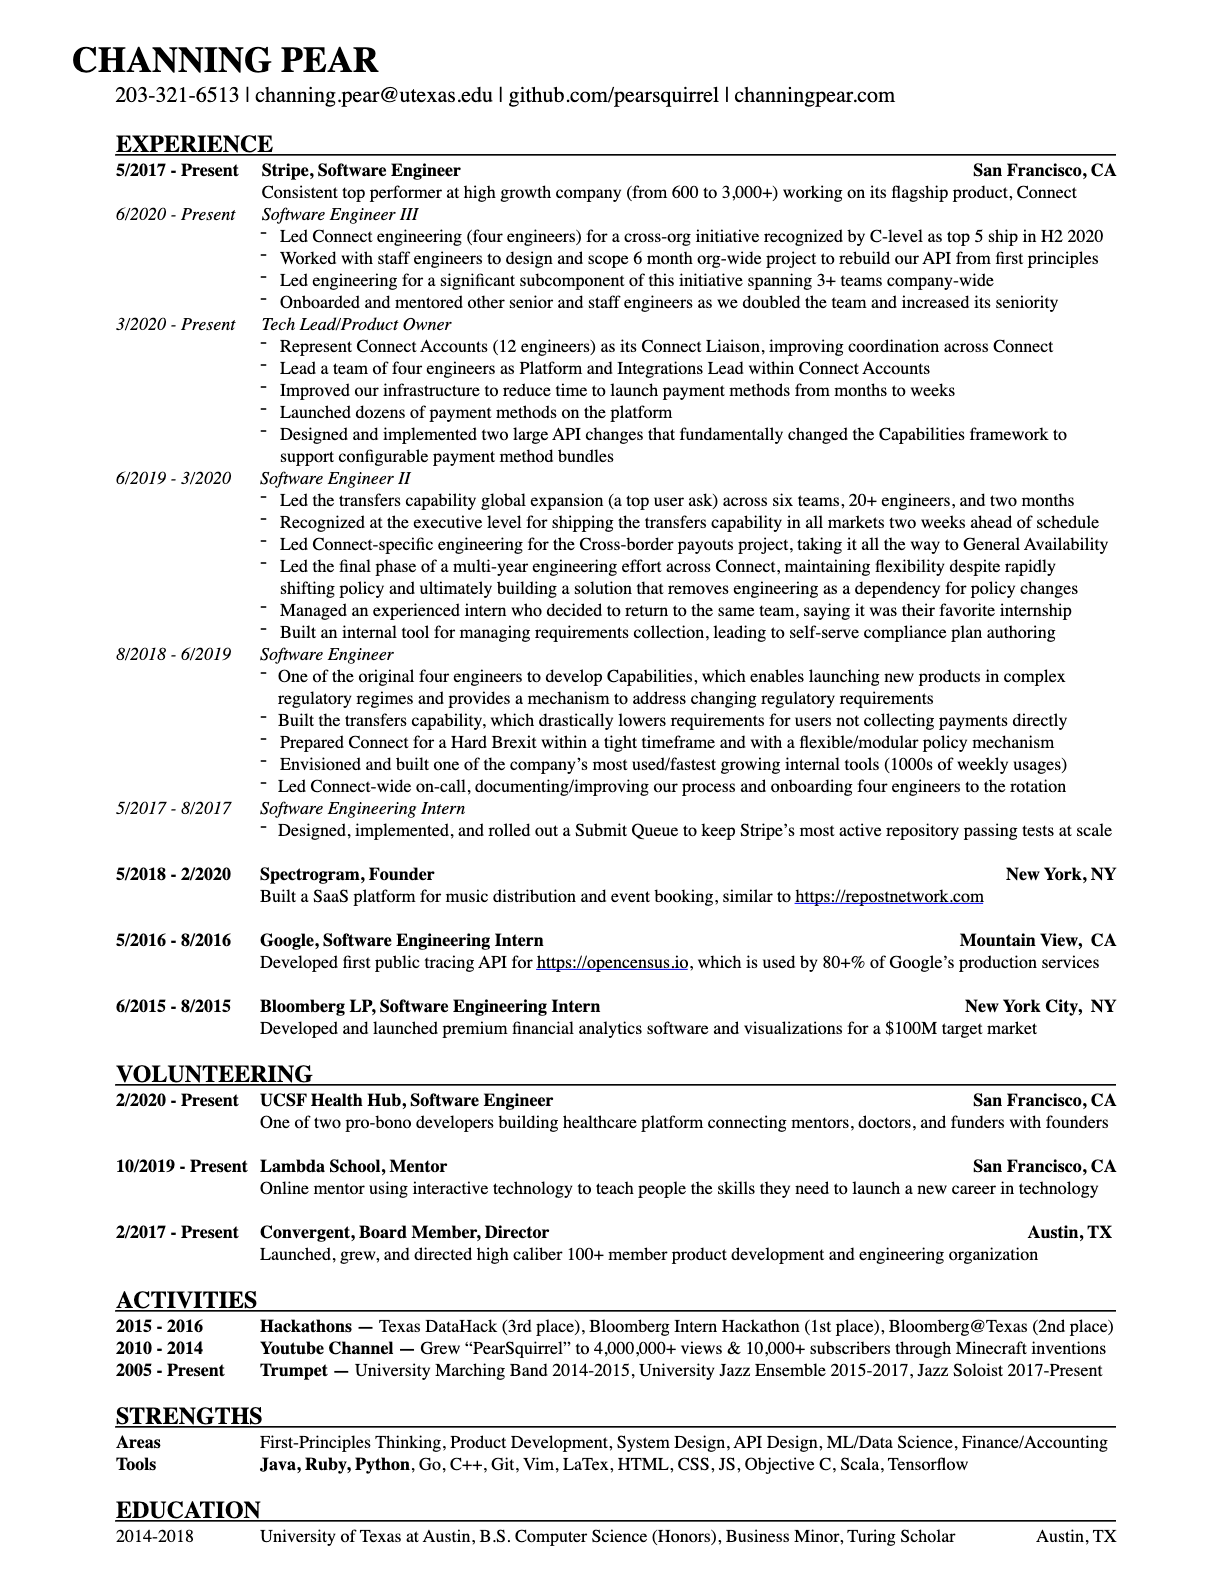 CHANNING PEAR
203-321-6513 | channing.pear@utexas.edu | github.com/pearsquirrel | channingpear.com
EXPERIENCE
5/2017 - Present Stripe, Software Engineer San Francisco, CA
Consistent top performer at high growth company (from 600 to 3,000+) working on its flagship product, Connect
6/2020 - Present Software Engineer III
- Led Connect engineering (four engineers) for a cross-org initiative recognized by C-level as top 5 ship in H2 2020
- Worked with staff engineers to design and scope 6 month org-wide project to rebuild our API from first principles
- Led engineering for a significant subcomponent of this initiative spanning 3+ teams company-wide
- Onboarded and mentored other senior and staff engineers as we doubled the team and increased its seniority
3/2020 - Present Tech Lead/Product Owner
- Represent Connect Accounts (12 engineers) as its Connect Liaison, improving coordination across Connect
- Lead a team of four engineers as Platform and Integrations Lead within Connect Accounts
- Improved our infrastructure to reduce time to launch payment methods from months to weeks
- Launched dozens of payment methods on the platform
- Designed and implemented two large API changes that fundamentally changed the Capabilities framework to
support configurable payment method bundles
6/2019 - 3/2020 Software Engineer II
- Led the transfers capability global expansion (a top user ask) across six teams, 20+ engineers, and two months
- Recognized at the executive level for shipping the transfers capability in all markets two weeks ahead of schedule
- Led Connect-specific engineering for the Cross-border payouts project, taking it all the way to General Availability
- Led the final phase of a multi-year engineering effort across Connect, maintaining flexibility despite rapidly
shifting policy and ultimately building a solution that removes engineering as a dependency for policy changes
- Managed an experienced intern who decided to return to the same team, saying it was their favorite internship
- Built an internal tool for managing requirements collection, leading to self-serve compliance plan authoring
8/2018 - 6/2019 Software Engineer
- One of the original four engineers to develop Capabilities, which enables launching new products in complex
regulatory regimes and provides a mechanism to address changing regulatory requirements
- Built the transfers capability, which drastically lowers requirements for users not collecting payments directly
- Prepared Connect for a Hard Brexit within a tight timeframe and with a flexible/modular policy mechanism
- Envisioned and built one of the company’s most used/fastest growing internal tools (1000s of weekly usages)
- Led Connect-wide on-call, documenting/improving our process and onboarding four engineers to the rotation
5/2017 - 8/2017 Software Engineering Intern
- Designed, implemented, and rolled out a Submit Queue to keep Stripe’s most active repository passing tests at scale
5/2018 - 2/2020 Spectrogram, Founder New York, NY
Built a SaaS platform for music distribution and event booking, similar to https://repostnetwork.com
5/2016 - 8/2016 Google, Software Engineering Intern Mountain View, CA
Developed first public tracing API for https://opencensus.io, which is used by 80+% of Google’s production services
6/2015 - 8/2015 Bloomberg LP, Software Engineering Intern New York City, NY
Developed and launched premium financial analytics software and visualizations for a $100M target market
VOLUNTEERING
2/2020 - Present UCSF Health Hub, Software Engineer San Francisco, CA
One of two pro-bono developers building healthcare platform connecting mentors, doctors, and funders with founders
10/2019 - Present Lambda School, Mentor San Francisco, CA
Online mentor using interactive technology to teach people the skills they need to launch a new career in technology
2/2017 - Present Convergent, Board Member, Director Austin, TX
Launched, grew, and directed high caliber 100+ member product development and engineering organization
ACTIVITIES
2015 - 2016 Hackathons — Texas DataHack (3rd place), Bloomberg Intern Hackathon (1st place), Bloomberg@Texas (2nd place)
2010 - 2014 Youtube Channel — Grew “PearSquirrel” to 4,000,000+ views & 10,000+ subscribers through Minecraft inventions
2005 - Present Trumpet — University Marching Band 2014-2015, University Jazz Ensemble 2015-2017, Jazz Soloist 2017-Present
STRENGTHS
Areas First-Principles Thinking, Product Development, System Design, API Design, ML/Data Science, Finance/Accounting
Tools Java, Ruby, Python, Go, C++, Git, Vim, LaTex, HTML, CSS, JS, Objective C, Scala, Tensorflow
EDUCATION
2014-2018 University of Texas at Austin, B.S. Computer Science (Honors), Business Minor, Turing Scholar Austin, TX